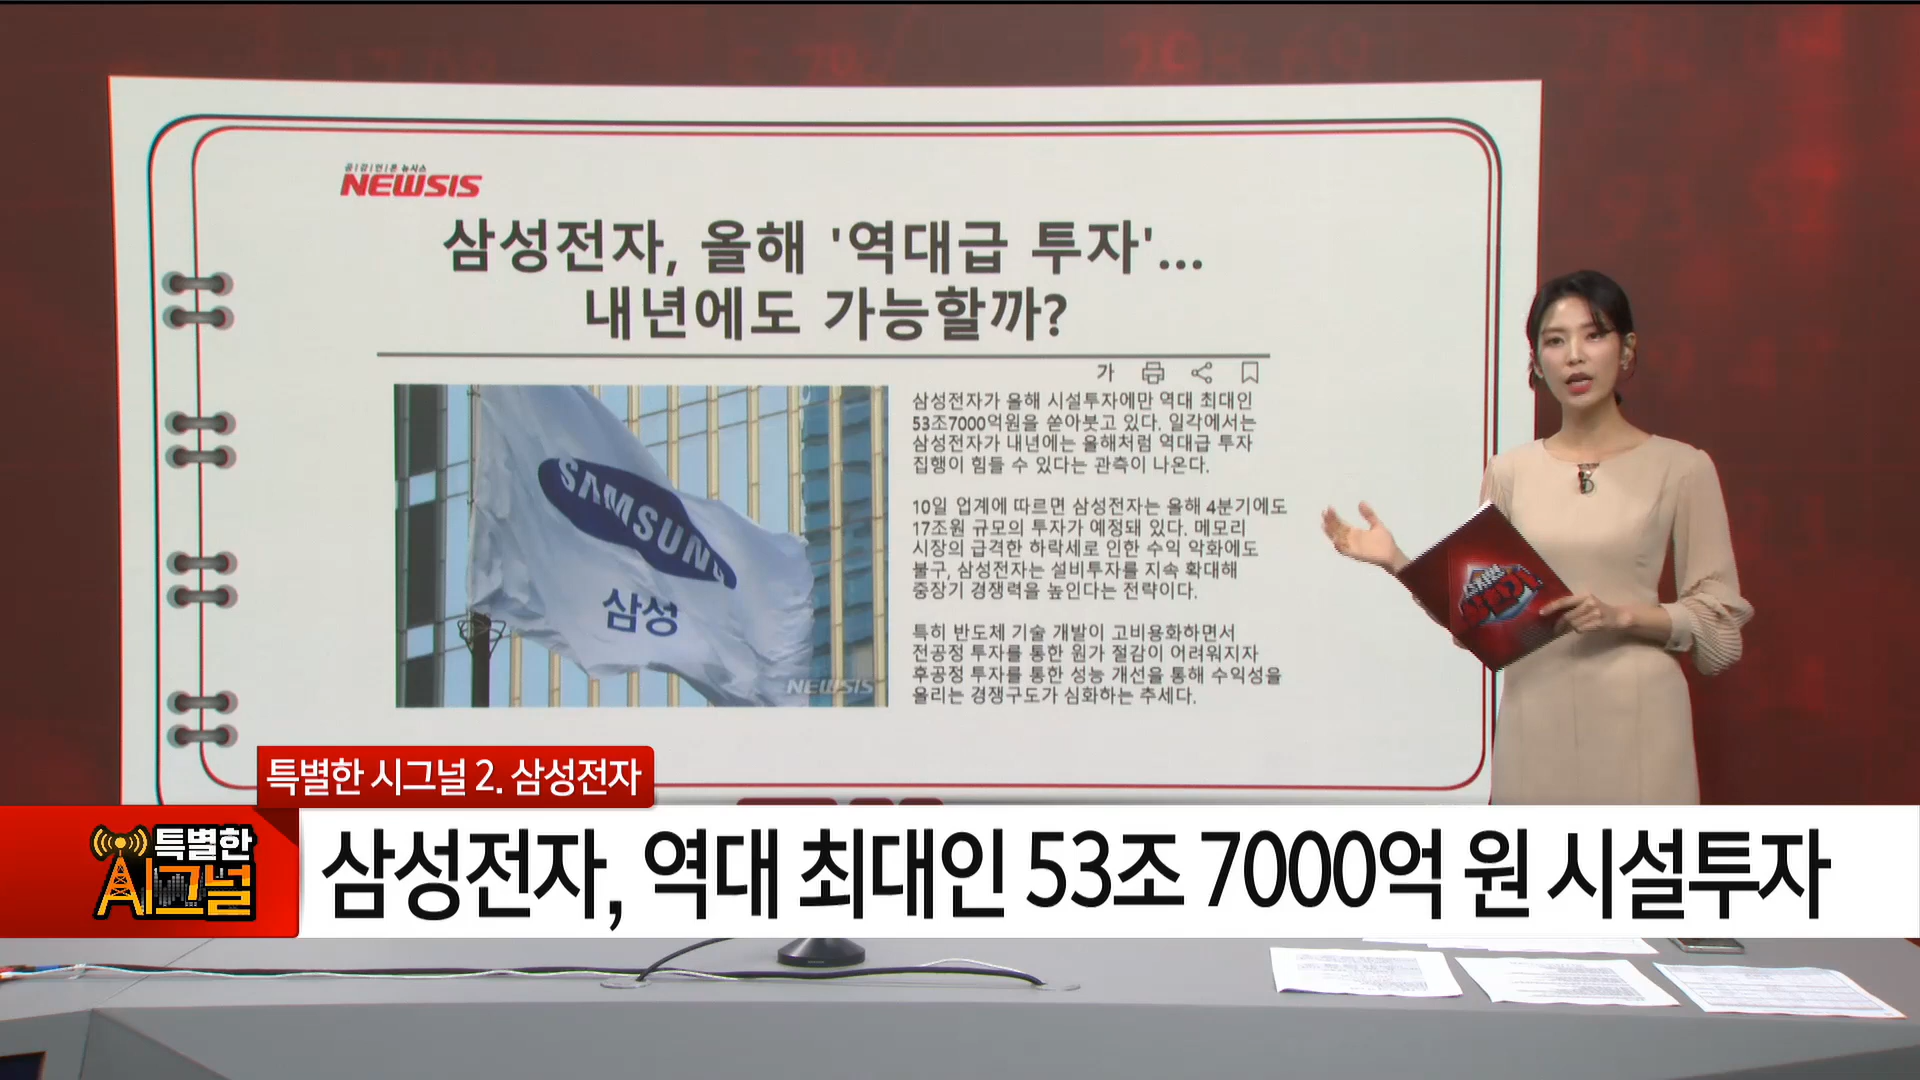 공|감|언|론 뉴시스
NEWSIS
삼성전자, 올해 '역대급 투자'...
내년에도 가능할까?
가
삼성전자가 올해 시설투자에만 역대 최대인
53조7000억원을 쏟아붓고 있다. 일각에서는
삼성전자가 내년에는 올해처럼 역대급 투자
집행이 힘들 수 있다는 관측이 나온다.
10일 업계에 따르면 삼성전자는 올해 4분기에도
17조원 규모의 투자가 예정돼 있다. 메모리
시장의 급격한 하락세로 인한 수익 악화에도
불구, 삼성전자는 설비투자를 지속 확대해
중장기 경쟁력을 높인다는 전략이다.
특히 반도체 기술 개발이 고비용화하면서
전공정 투자를 통한 원가 절감이 어려워지자
후공정 투자를 통한 성능 개선을 통해 수익성을
올리는 경쟁구도가 심화하는 추세다.
SAMSUNG
삼성
NEWSIS
특별한 시그널 2. 삼성전자
특별한
시그널
삼성전자, 역대 최대인 53조 7000억 원 시설투자